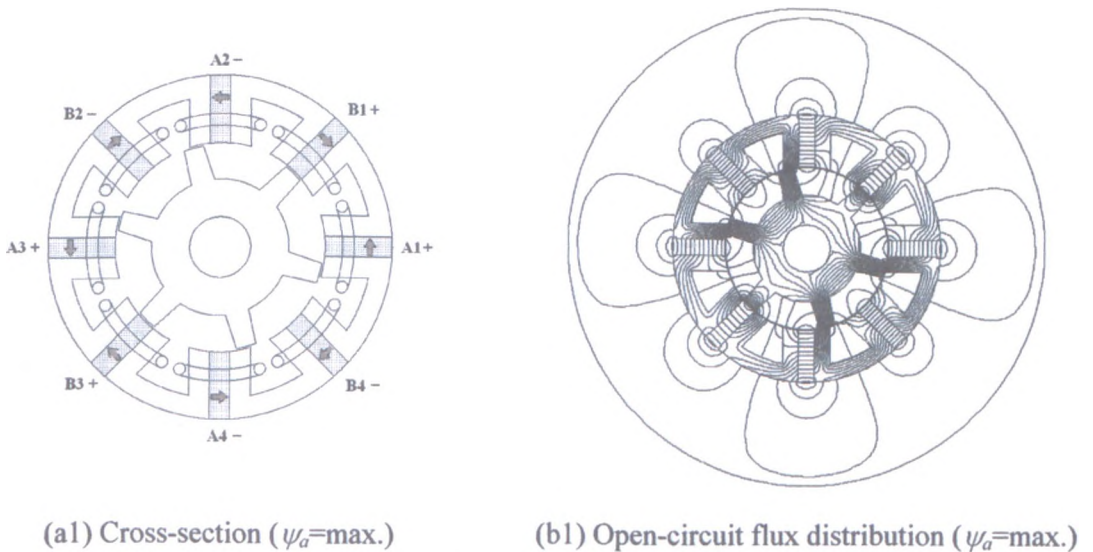 A2−
B2− B1+
A3+ A1+
B3+ B4−
A4−
(a1) Cross-section (ψa=max.) (b1) Open-circuit flux distribution (ψa=max.)